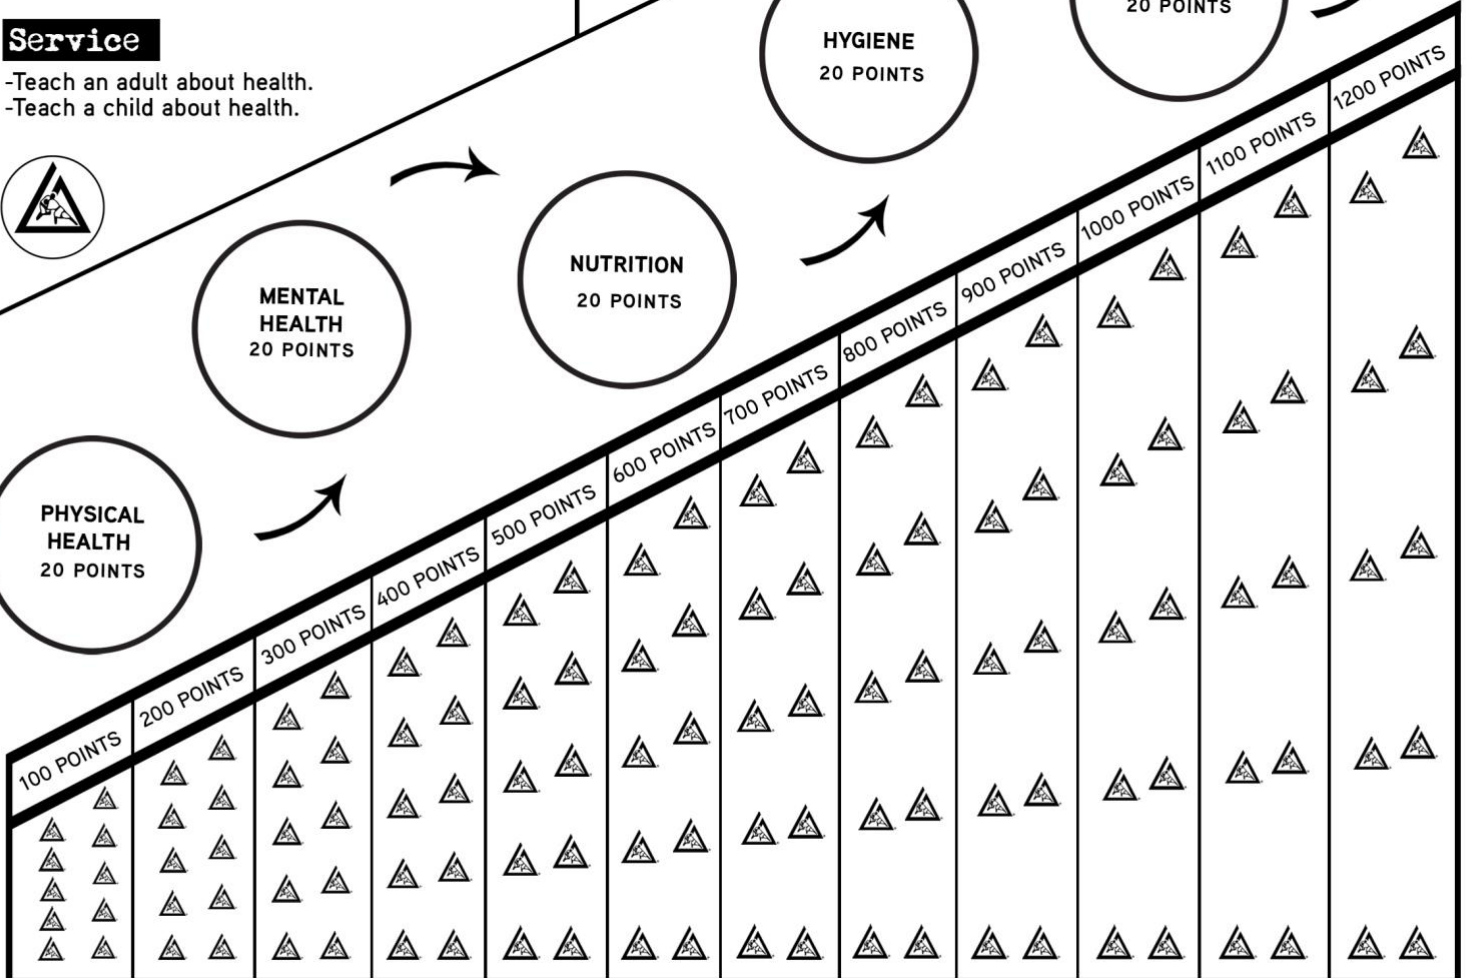 Service
-Teach an adult about health.
-Teach a child about health.
20 POINTS
HYGIENE
20 POINTS
NUTRITION
20 POINTS
MENTAL
HEALTH
20 POINTS
PHYSICAL
HEALTH
20 POINTS
100 POINTS
200 POINTS
300 POINTS
400 POINTS
500 POINTS
600 POINTS
700 POINTS
800 POINTS
900 POINTS
1000 POINTS
1100 POINTS
1200 POINTS